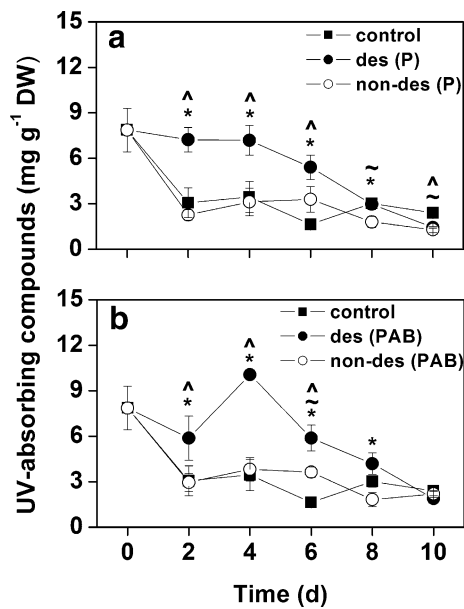 a
control
des (P)
non-des (P)
15
12
9
6
3
0
^
*
^
*
^
*
~
*
^
~
UV-absorbing compounds (mg g-1 DW)
b
control
des (PAB)
non-des (PAB)
15
12
9
6
3
0
^
*
^
*
^
~
*
*
0 2 4 6 8 10
Time (d)